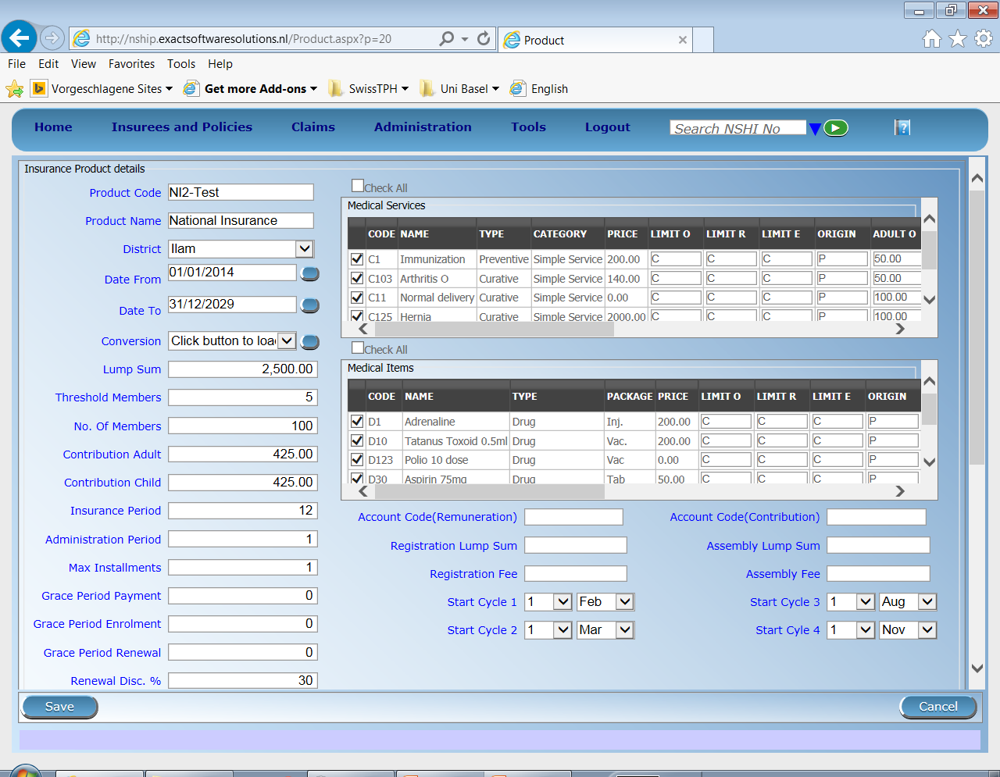 http://nship.exactsoftwaresolutions.nl/Product.aspx?p=20
Product
File Edit View Favorites Tools Help
Vorgeschlagene Sites Get more Add-ons SwissTPH Uni Basel English
Home Insurees and Policies Claims Administration Tools Logout Search NSHI No
Insurance Product details
Product Code NI2-Test
Product Name National Insurance
District Ilam
Date From 01/01/2014
Date To 31/12/2029
Conversion Click button to loa
Lump Sum 2,500.00
Threshold Members 5
No. Of Members 100
Contribution Adult 425.00
Contribution Child 425.00
Insurance Period 12
Administration Period 1
Max Installments 1
Grace Period Payment 0
Grace Period Enrolment 0
Grace Period Renewal 0
Renewal Disc. % 30
Check All
Medical Services
CODE NAME TYPE CATEGORY PRICE LIMIT O LIMIT R LIMIT E ORIGIN ADULT O
C1 Immunization Preventive Simple Service 200.00 C C C P 50.00
C103 Arthritis O Curative Simple Service 140.00 C C C P 50.00
C11 Normal delivery Curative Simple Service 0.00 C C C P 100.00
C125 Hernia Curative Simple Service 2000.00 C C C P 100.00
Check All
Medical Items
CODE NAME TYPE PACKAGE PRICE LIMIT O LIMIT R LIMIT E ORIGIN
D1 Adrenaline Drug Inj. 200.00 C C C P
D10 Tatanus Toxoid 0.5ml Drug Vac. 200.00 C C C P
D123 Polio 10 dose Drug Vac 0.00 C C C P
D30 Aspirin 75mg Drug Tab 50.00 C C C P
Account Code(Remuneration) Account Code(Contribution)
Registration Lump Sum Assembly Lump Sum
Registration Fee Assembly Fee
Start Cycle 1 1 Feb Start Cycle 3 1 Aug
Start Cycle 2 1 Mar Start Cyle 4 1 Nov
Save Cancel